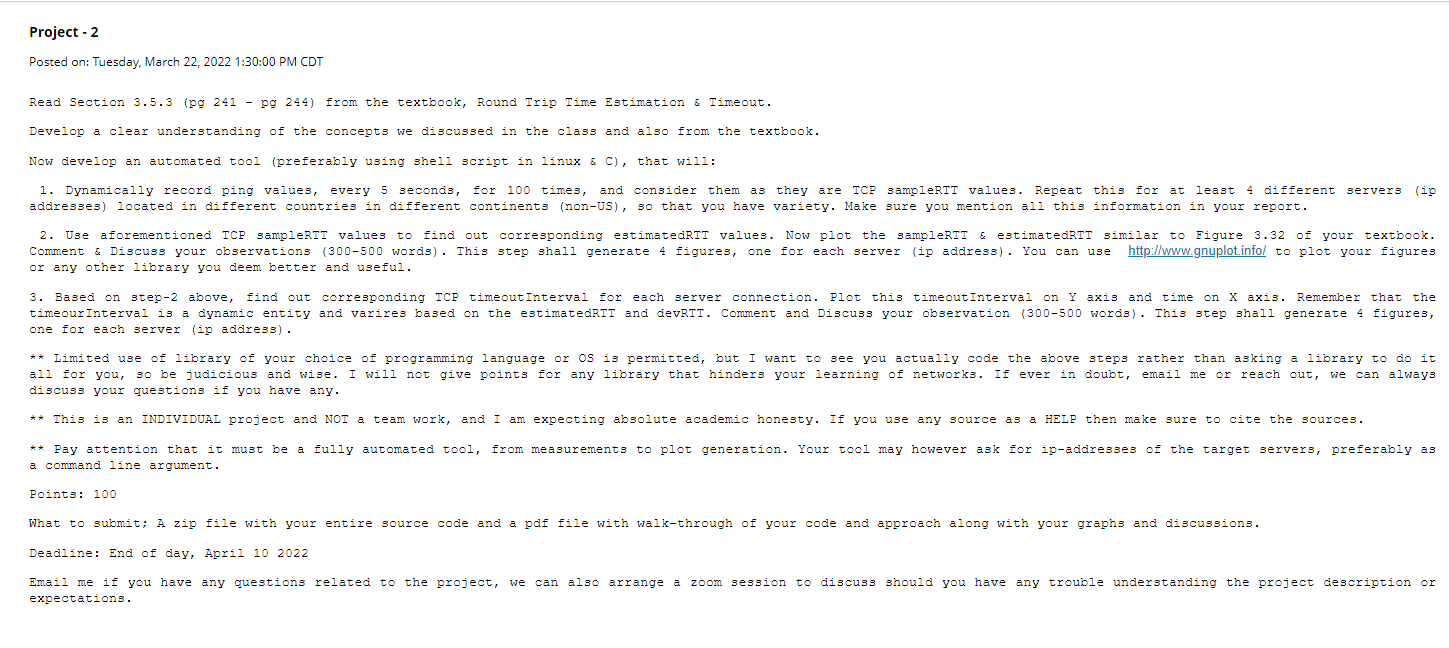 Project - 2
Posted on: Tuesday, March 22, 2022 1:30:00 PM CDT
Read Section 3.5.3 (pg 241 - pg 244) from the textbook, Round Trip Time Estimation & Timeout.
Develop a clear understanding of the concepts we discussed in the class and also from the textbook.
Now develop an automated tool (preferably using shell script in linux & C), that will:
1. Dynamically record ping values, every 5 seconds, for 100 times, and consider them as they are TCP sampleRTT values. Repeat this for at least 4 different servers (ip
addresses) located in different countries in different continents (non-US), so that you have variety. Make sure you mention all this information in your report.
2. Use aforementioned TCP sampleRTT values to find out corresponding estimatedRTT values. Now plot the sampleRTT & estimatedRTT similar to Figure 3.32 of your textbook.
Comment & Discuss your observations (300-500 words). This step shall generate 4 figures, one for each server (ip address). You can use http://www.gnuplot.info/ to plot your figures
or any other library you deem better and useful.
3. Based on step-2 above, find out corresponding TCP timeoutInterval for each server connection. Plot this timeoutInterval on Y axis and time on X axis. Remember that the
timeourInterval is a dynamic entity and varires based on the estimatedRTT and devRTT. Comment and Discuss your observation (300-500 words). This step shall generate 4 figures,
one for each server (ip address).
** Limited use of library of your choice of programming language or OS is permitted, but I want to see you actually code the above steps rather than asking a library to do it
all for you, so be judicious and wise. I will not give points for any library that hinders your learning of networks. If ever in doubt, email me or reach out, we can always
discuss your questions if you have any.
** This is an INDIVIDUAL project and NOT a team work, and I am expecting absolute academic honesty. If you use any source as a HELP then make sure to cite the sources.
** Pay attention that it must be a fully automated tool, from measurements to plot generation. Your tool may however ask for ip-addresses of the target servers, preferably as
a command line argument.
Points: 100
What to submit; A zip file with your entire source code and a pdf file with walk-through of your code and approach along with your graphs and discussions.
Deadline: End of day, April 10 2022
Email me if you have any questions related to the project, we can also arrange a zoom session to discuss should you have any trouble understanding the project description or
expectations.